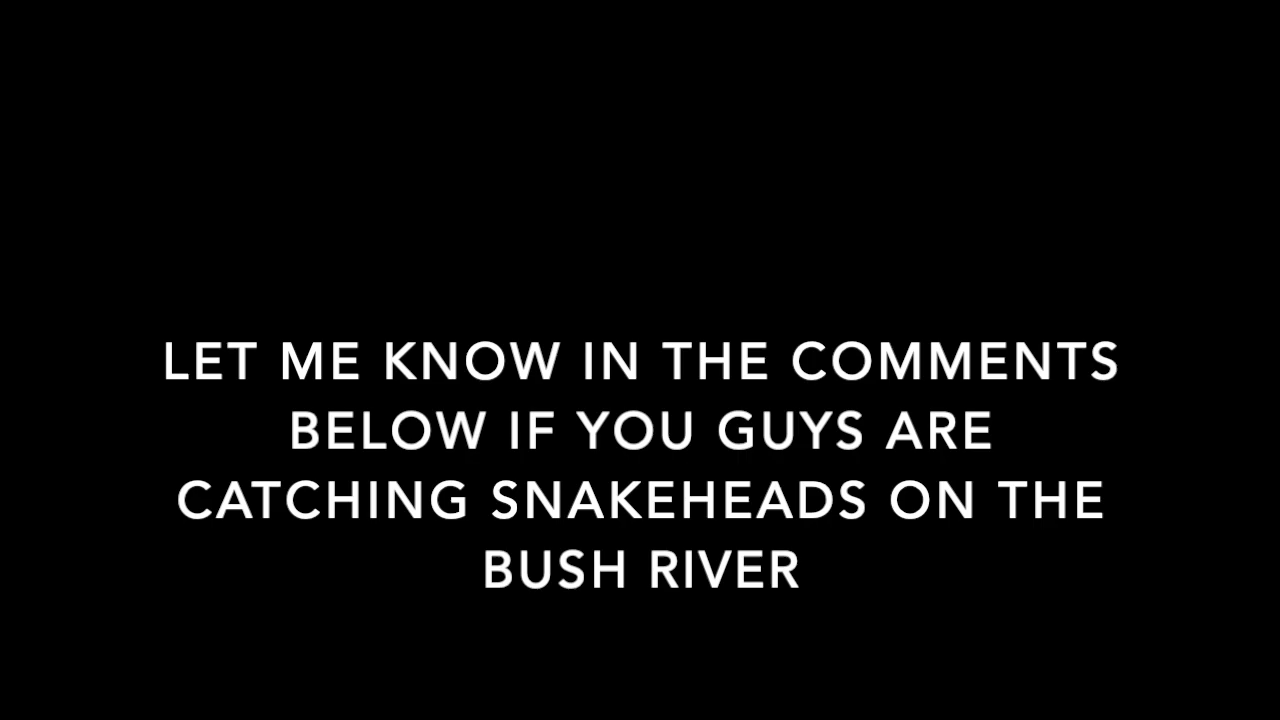 LET ME KNOW IN THE COMMENTS
BELOW IF YOU GUYS ARE
CATCHING SNAKEHEADS ON THE
BUSH RIVER